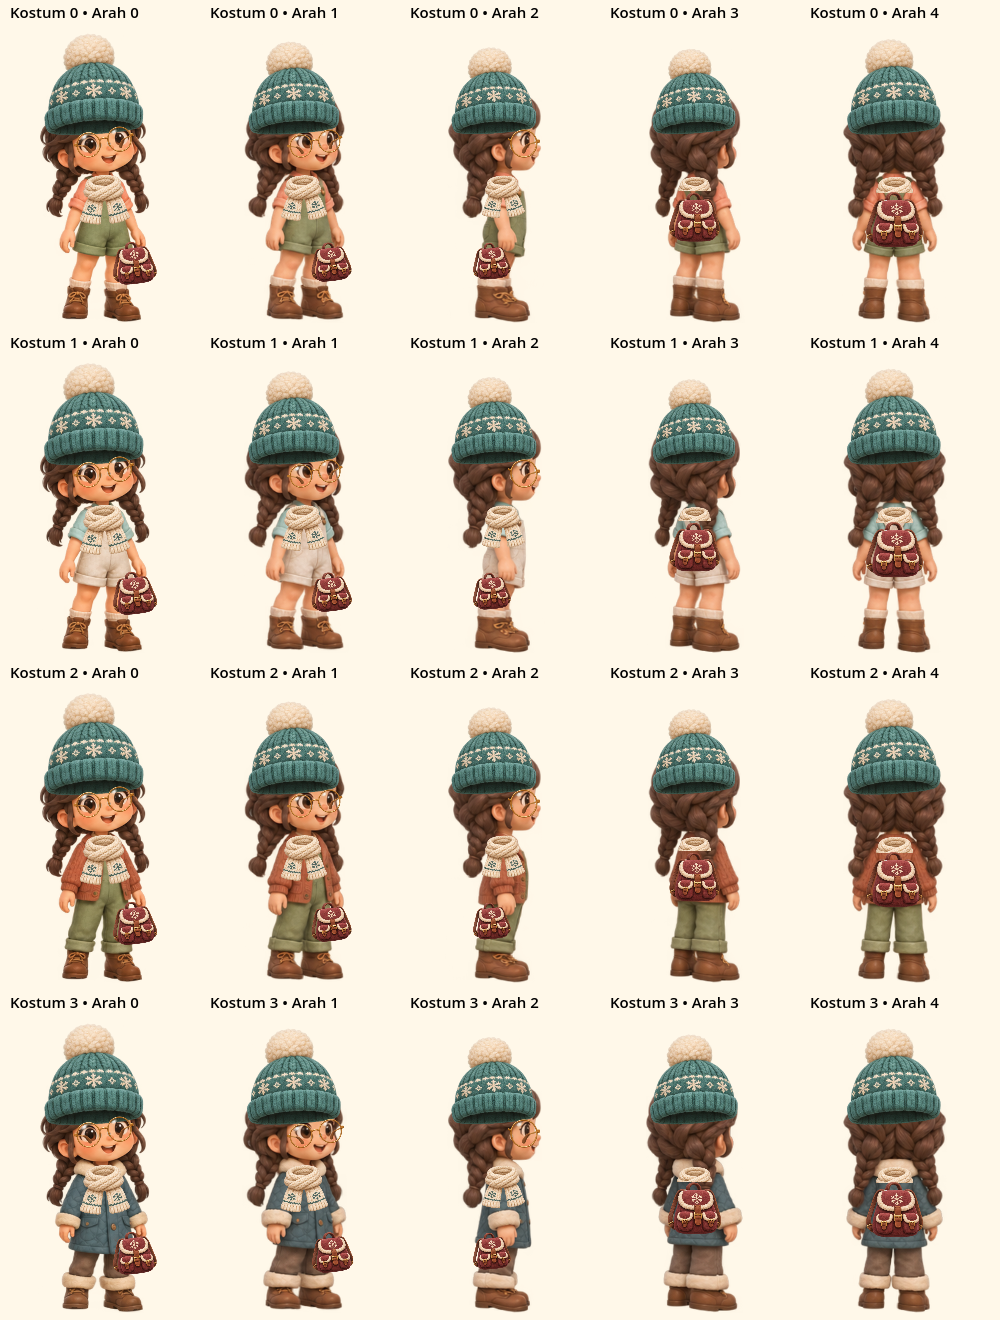 Kostum 0 • Arah 0
Kostum 0 • Arah 1
Kostum 0 • Arah 2
Kostum 0 • Arah 3
Kostum 0 • Arah 4
Kostum 1 • Arah 0
Kostum 1 • Arah 1
Kostum 1 • Arah 2
Kostum 1 • Arah 3
Kostum 1 • Arah 4
Kostum 2 • Arah 0
Kostum 2 • Arah 1
Kostum 2 • Arah 2
Kostum 2 • Arah 3
Kostum 2 • Arah 4
Kostum 3 • Arah 0
Kostum 3 • Arah 1
Kostum 3 • Arah 2
Kostum 3 • Arah 3
Kostum 3 • Arah 4